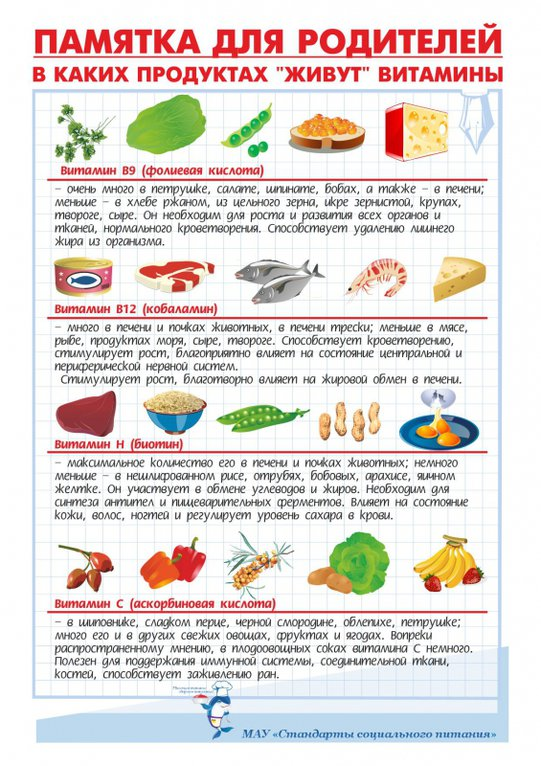 ПАМЯТКА ДЛЯ РОДИТЕЛЕЙ
В КАКИХ ПРОДУКТАХ "ЖИВУТ" ВИТАМИНЫ
Витамин В9 (фолиевая кислота)
– очень много в петрушке, салате, шпинате, бобах, а также – в печени;
меньше – в хлебе ржаном, из цельного зерна, икре зернистой, крупах,
твороге, сыре. Он необходим для роста и развития всех органов и
тканей, нормального кроветворения. Способствует удалению лишнего
жира из организма.
Витамин В12 (кобаламин)
– много в печени и почках животных, в печени трески; меньше в мясе,
рыбе, продуктах моря, сыре, твороге. Способствует кроветворению,
стимулирует рост, благоприятно влияет на состояние центральной и
периферической нервной систем.
Стимулирует рост, благотворно влияет на жировой обмен в печени.
Витамин Н (биотин)
– максимальное количество его в печени и почках животных; немного
меньше – в нешлифованном рисе, отрубях, бобовых, арахисе, яичном
желтке. Он участвует в обмене углеводов и жиров. Необходим для
синтеза антител и пищеварительных ферментов. Влияет на состояние
кожи, волос, ногтей и регулирует уровень сахара в крови.
Витамин С (аскорбиновая кислота)
– в шиповнике, сладком перце, черной смородине, облепихе, петрушке;
много его и в других свежих овощах, фруктах и ягодах. Вопреки
распространенному мнению, в плодоовощных соках витамина С немного.
Полезен для поддержания иммунной системы, соединительной ткани,
костей, способствует заживлению ран.
МАУ «Стандарты социального питания»